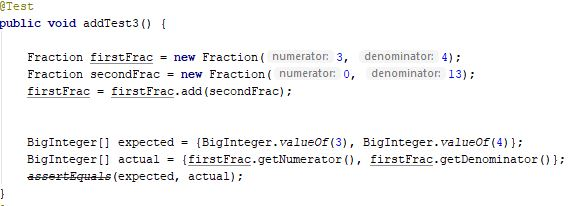 @Test
public void addTest3() {
Fraction firstFrac = new Fraction( numerator: 3, denominator: 4);
Fraction secondFrac = new Fraction( numerator: 0, denominator: 13);
firstFrac = firstFrac.add(secondFrac);
BigInteger[] expected = {BigInteger.valueOf(3), BigInteger.valueOf(4)};
BigInteger[] actual = {firstFrac.getNumerator(), firstFrac.getDenominator()};
assertEquals(expected, actual);
}